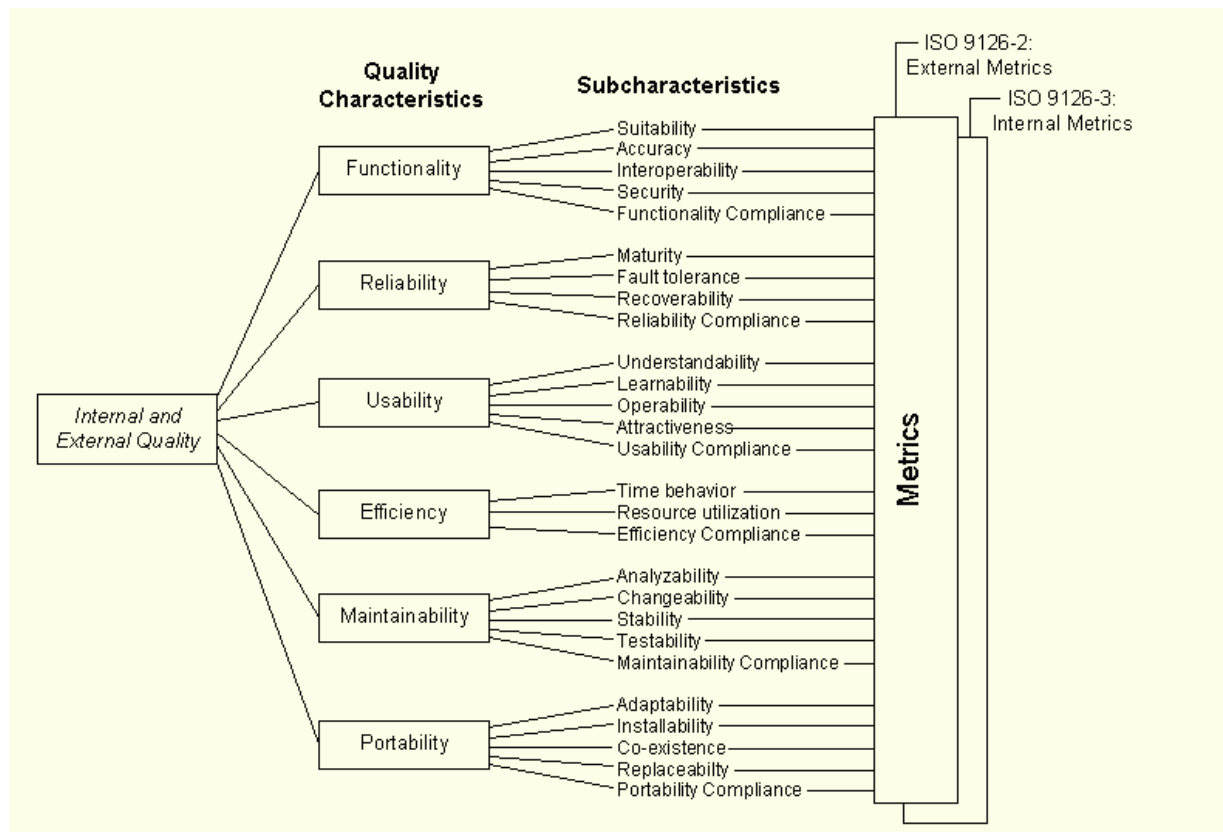 ISO 9126-2:
External Metrics
ISO 9126-3:
Internal Metrics
Quality
Characteristics
Subcharacteristics
Internal and
External Quality
Functionality
Suitability
Accuracy
Interoperability
Security
Functionality Compliance
Reliability
Maturity
Fault tolerance
Recoverability
Reliability Compliance
Usability
Understandability
Learnability
Operability
Attractiveness
Usability Compliance
Efficiency
Time behavior
Resource utilization
Efficiency Compliance
Maintainability
Analyzability
Changeability
Stability
Testability
Maintainability Compliance
Portability
Adaptability
Installability
Co-existence
Replaceabilty
Portability Compliance
Metrics